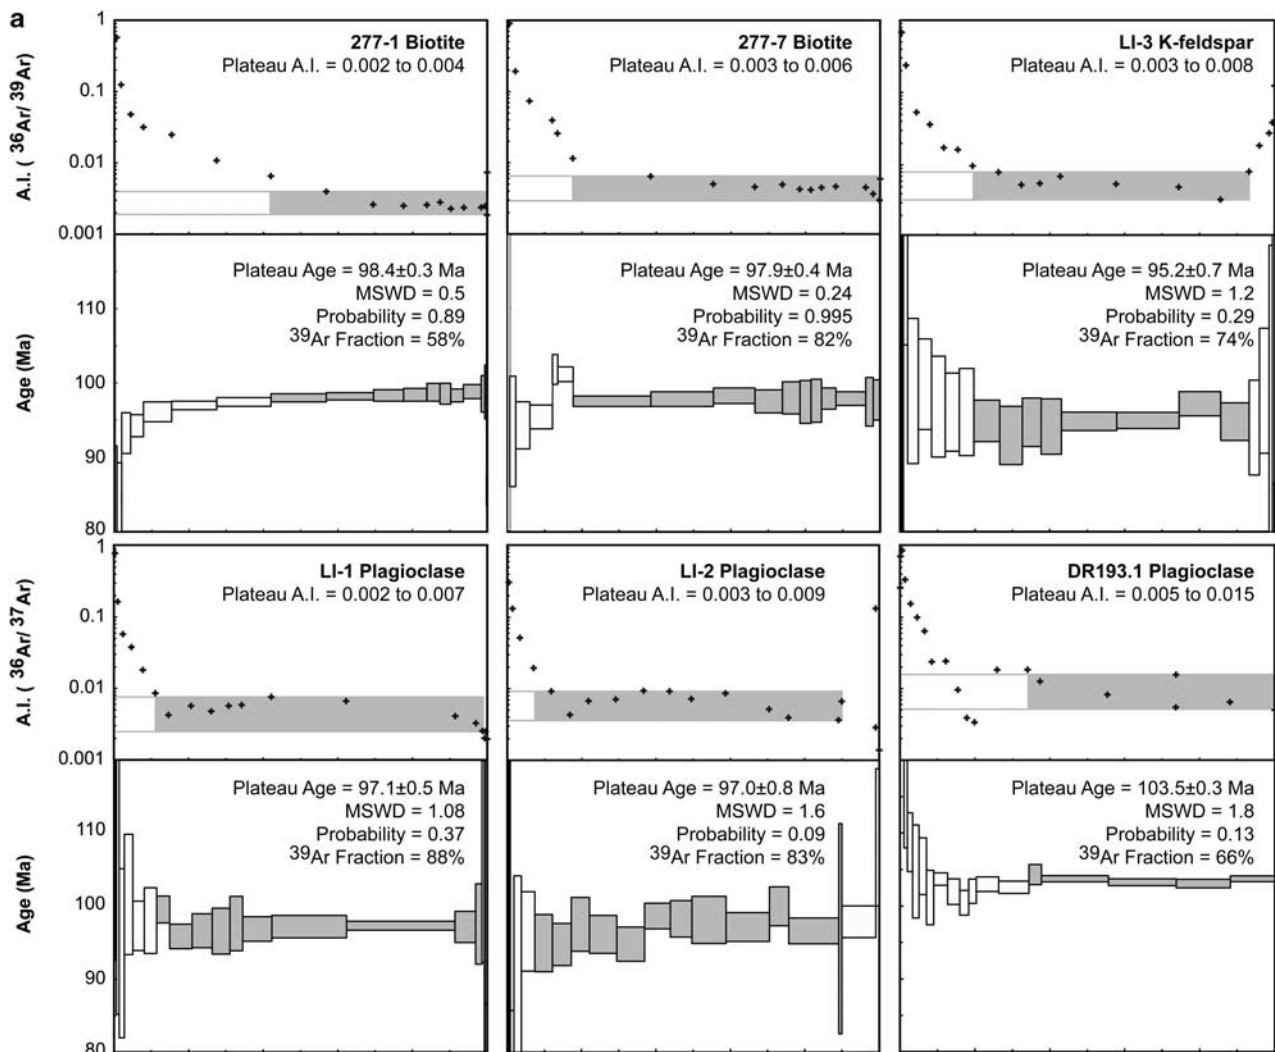 a
A.I. ( 36Ar/ 39Ar)
1
0.1
0.01
0.001
277-1 Biotite
Plateau A.I. = 0.002 to 0.004
277-7 Biotite
Plateau A.I. = 0.003 to 0.006
LI-3 K-feldspar
Plateau A.I. = 0.003 to 0.008
Age (Ma)
110
100
90
80
Plateau Age = 98.4±0.3 Ma
MSWD = 0.5
Probability = 0.89
39Ar Fraction = 58%
Plateau Age = 97.9±0.4 Ma
MSWD = 0.24
Probability = 0.995
39Ar Fraction = 82%
Plateau Age = 95.2±0.7 Ma
MSWD = 1.2
Probability = 0.29
39Ar Fraction = 74%
A.I. ( 36Ar/ 37Ar)
1
0.1
0.01
0.001
LI-1 Plagioclase
Plateau A.I. = 0.002 to 0.007
LI-2 Plagioclase
Plateau A.I. = 0.003 to 0.009
DR193.1 Plagioclase
Plateau A.I. = 0.005 to 0.015
Age (Ma)
110
100
90
80
Plateau Age = 97.1±0.5 Ma
MSWD = 1.08
Probability = 0.37
39Ar Fraction = 88%
Plateau Age = 97.0±0.8 Ma
MSWD = 1.6
Probability = 0.09
39Ar Fraction = 83%
Plateau Age = 103.5±0.3 Ma
MSWD = 1.8
Probability = 0.13
39Ar Fraction = 66%